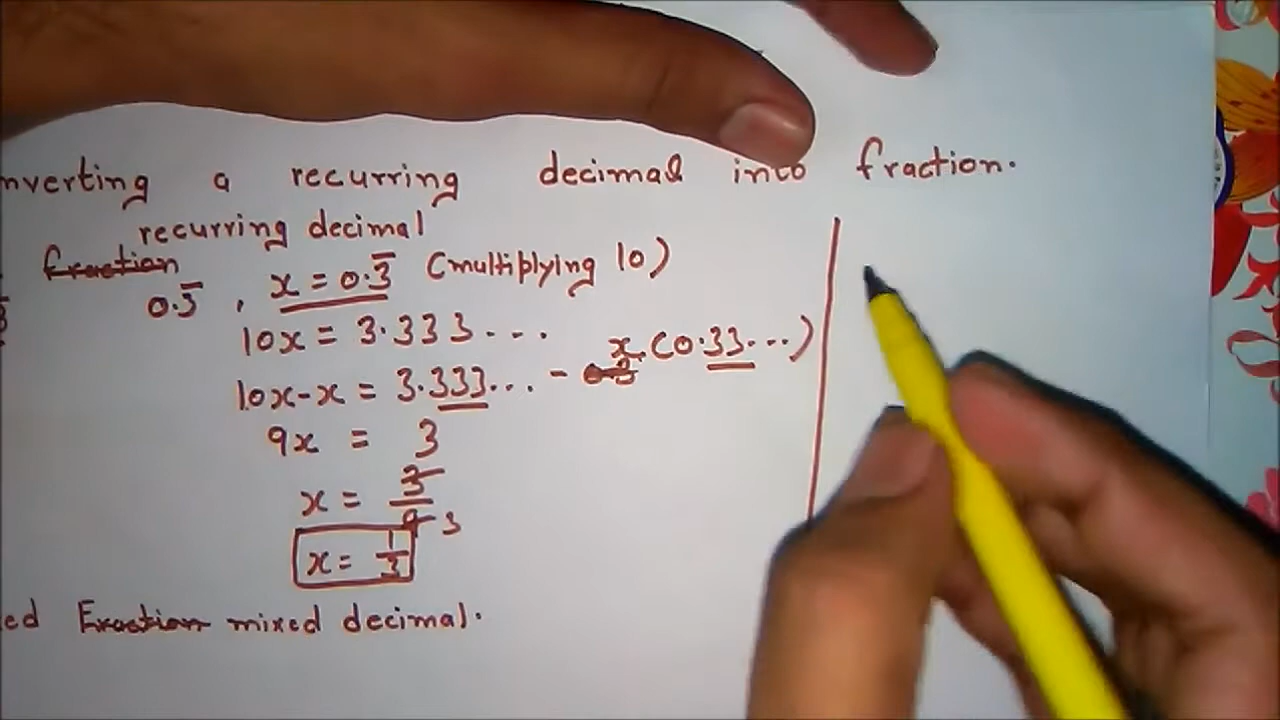 nverting a recurring decimal into fraction.
recurring decimal
fraction
0.3̅ , x = 0.3̅ (multiplying 10)
10x = 3.333...
10x-x = 3.333... - x (0.33...)
9x = 3
x = 3/9 3
x = 1/3
ed Fraction mixed decimal.